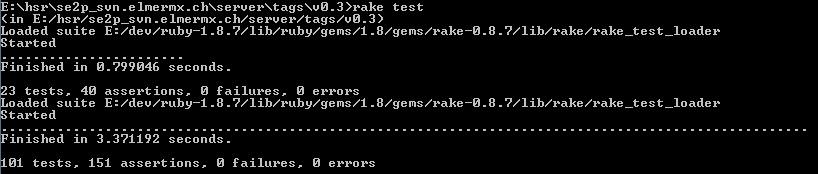 E:\hsr\se2p_svn.elmermx.ch\server\tags\v0.3>rake test
(in E:/hsr/se2p_svn.elmermx.ch/server/tags/v0.3)
Loaded suite E:/dev/ruby-1.8.7/lib/ruby/gems/1.8/gems/rake-0.8.7/lib/rake/rake_test_loader
Started
.......................
Finished in 0.799046 seconds.
23 tests, 40 assertions, 0 failures, 0 errors
Loaded suite E:/dev/ruby-1.8.7/lib/ruby/gems/1.8/gems/rake-0.8.7/lib/rake/rake_test_loader
Started
.....................................................................................................
Finished in 3.371192 seconds.
101 tests, 151 assertions, 0 failures, 0 errors